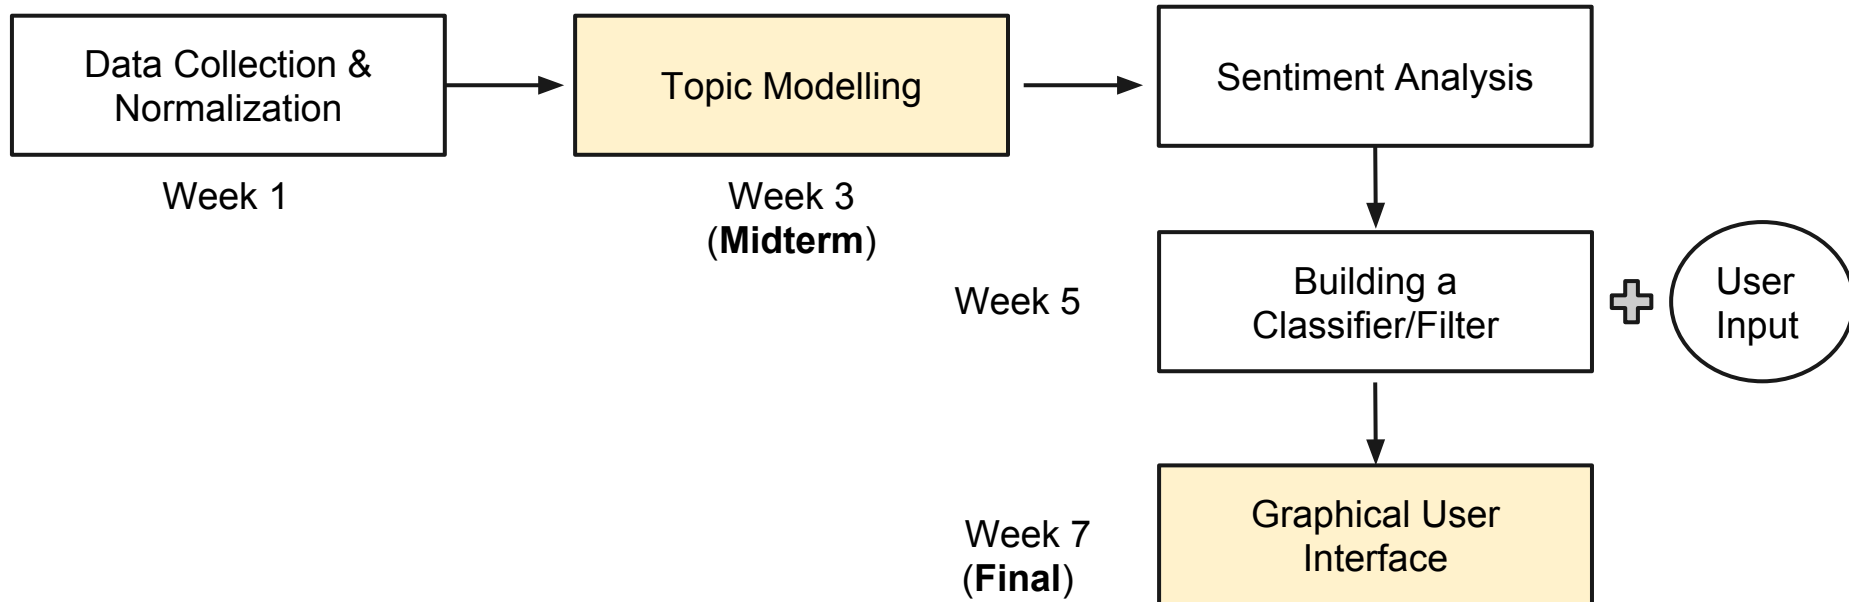 Data Collection &
Normalization
Week 1
Topic Modelling
Week 3
(Midterm)
Sentiment Analysis
Week 5
Building a
Classifier/Filter
User
Input
Week 7
(Final)
Graphical User
Interface